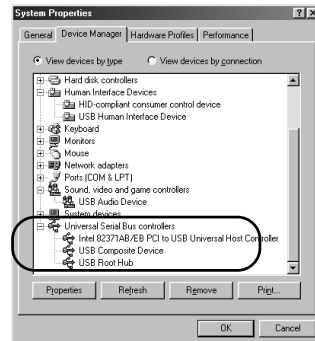 System Properties
General Device Manager Hardware Profiles Performance
View devices by type View devices by connection
Hard disk controllers
Human Interface Devices
HID-compliant consumer control device
USB Human Interface Device
Keyboard
Monitors
Mouse
Network adapters
Ports (COM & LPT)
Sound, video and game controllers
USB Audio Device
System devices
Universal Serial Bus controllers
Intel 82371AB/EB PCI to USB Universal Host Controller
USB Composite Device
USB Root Hub
Properties Refresh Remove Print...
OK Cancel